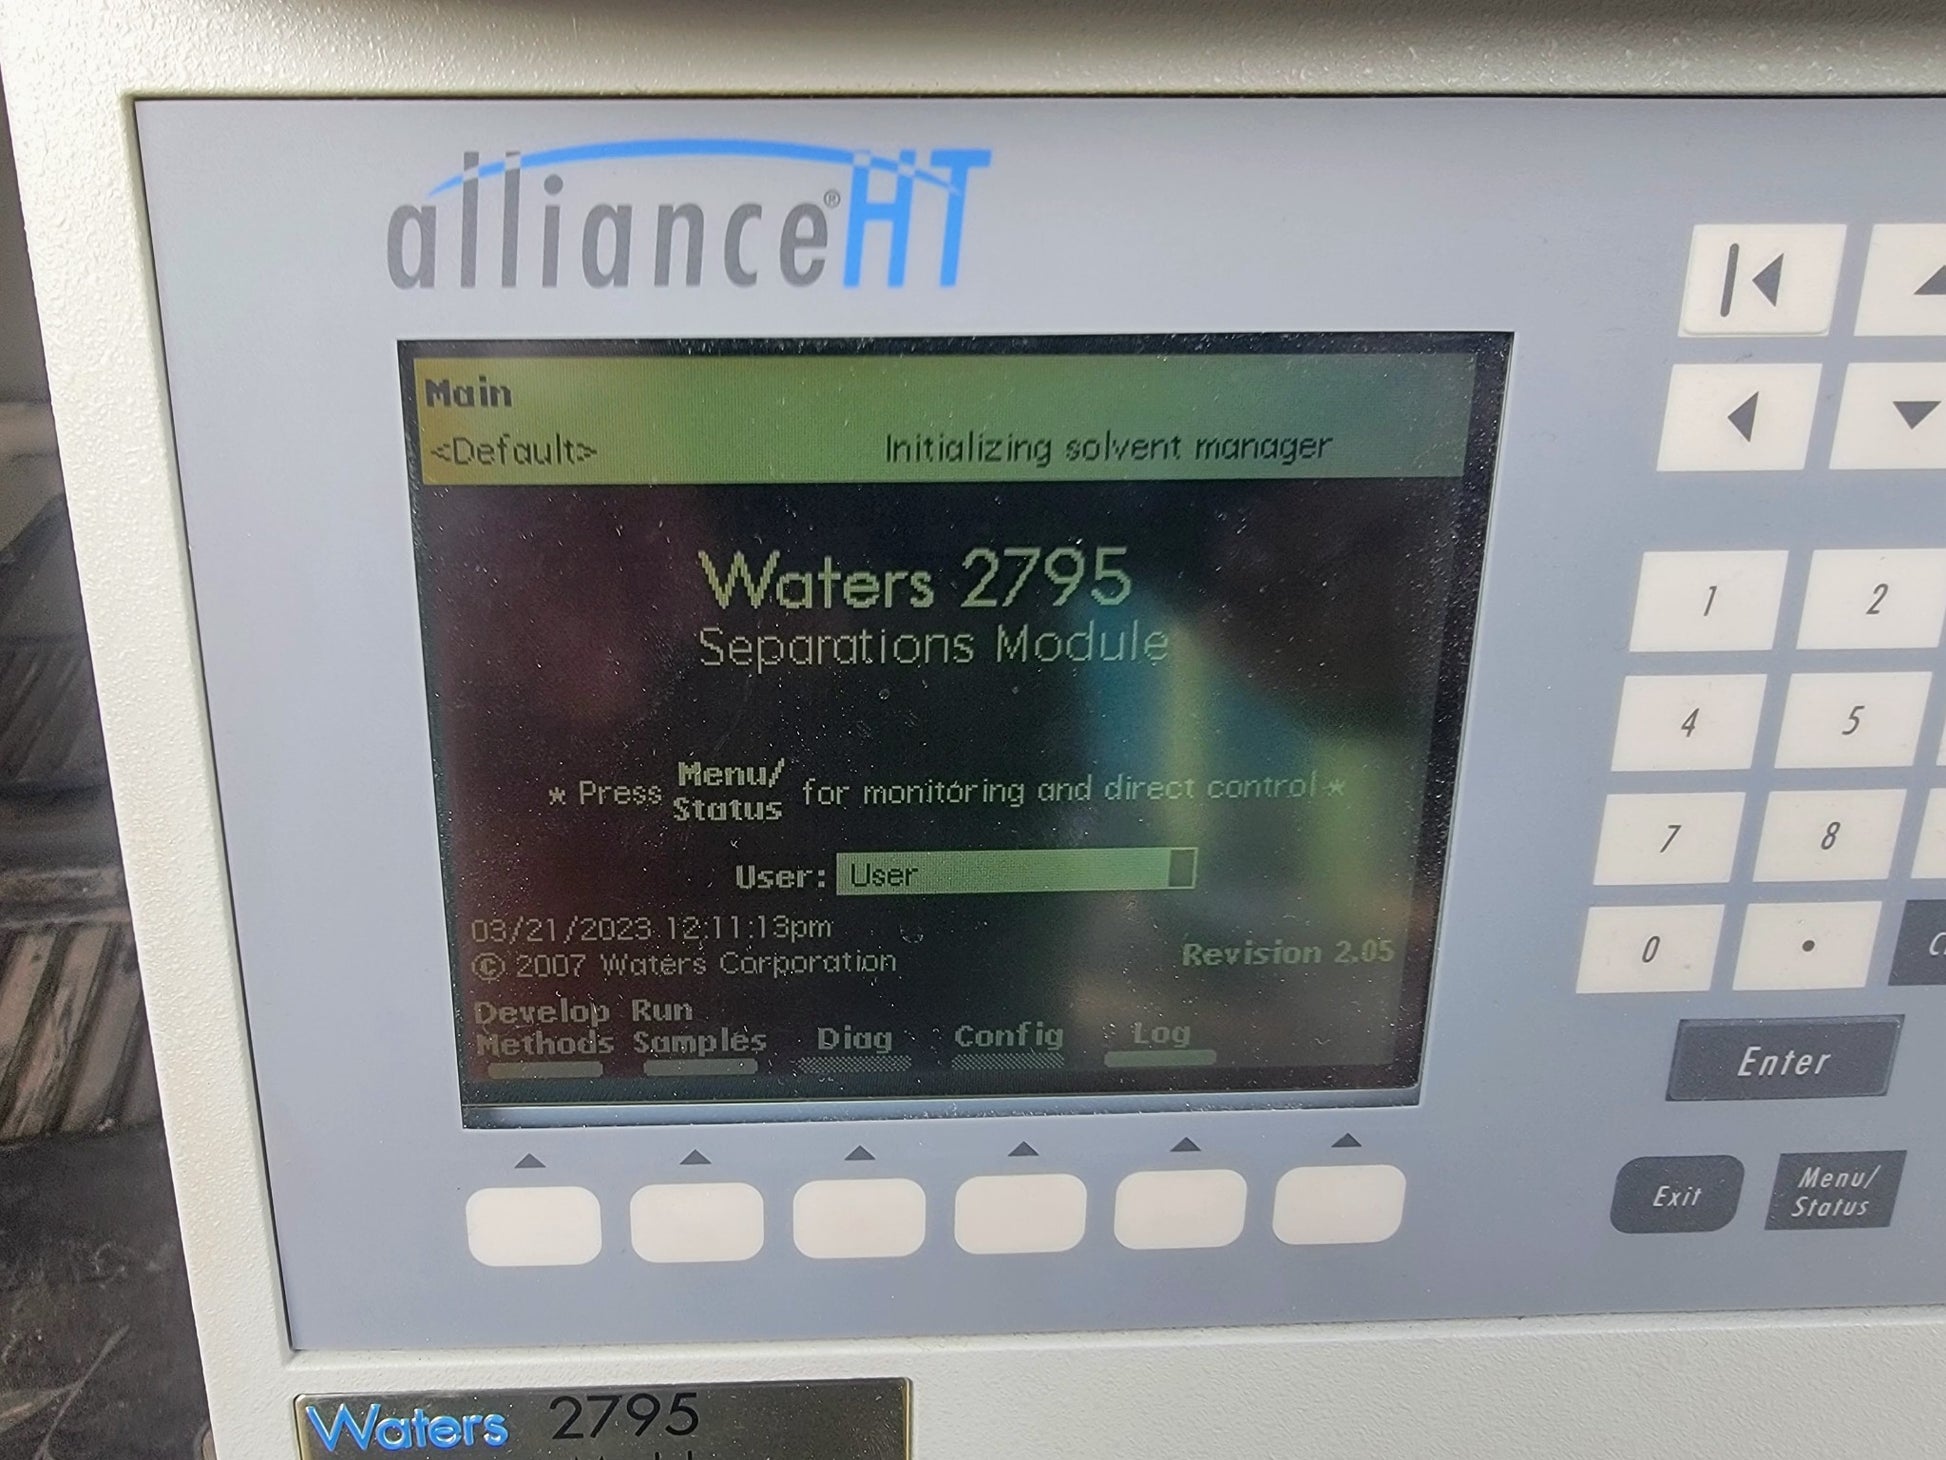 alliance® HT
Main
<Default> Initializing solvent manager
Waters 2795
Separations Module
* Press Menu/Status for monitoring and direct control *
User: User
03/21/2023 12:11:13pm
© 2007 Waters Corporation
Revision 2.05
Develop Methods
Run Samples
Diag
Config
Log
1 2
4 5
7 8
0 •
Enter
Exit
Menu/
Status
Waters 2795